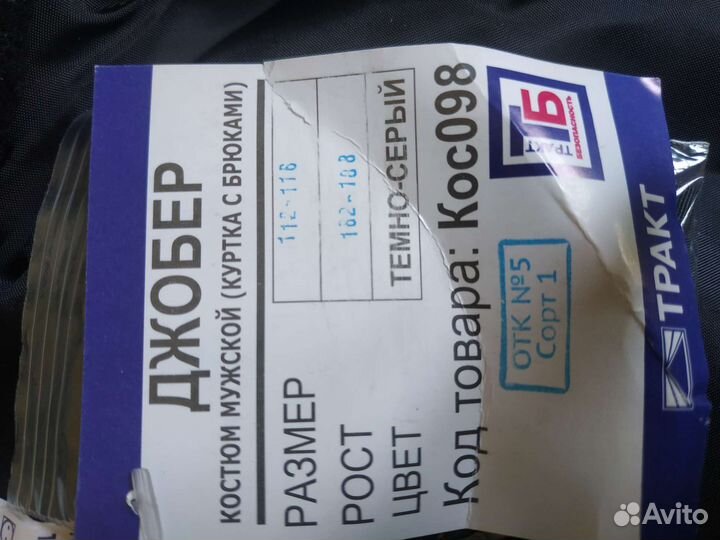 ДЖОБЕР
КОСТЮМ МУЖСКОЙ (КУРТКА С БРЮКАМИ)
РАЗМЕР 112-116
РОСТ 182-188
ЦВЕТ ТЕМНО-СЕРЫЙ
Код товара: Кос098
ОТК №5
Сорт 1
ТБ
ТРАКТ
БЕЗОПАСНОСТЬ
ТРАКТ
Avito